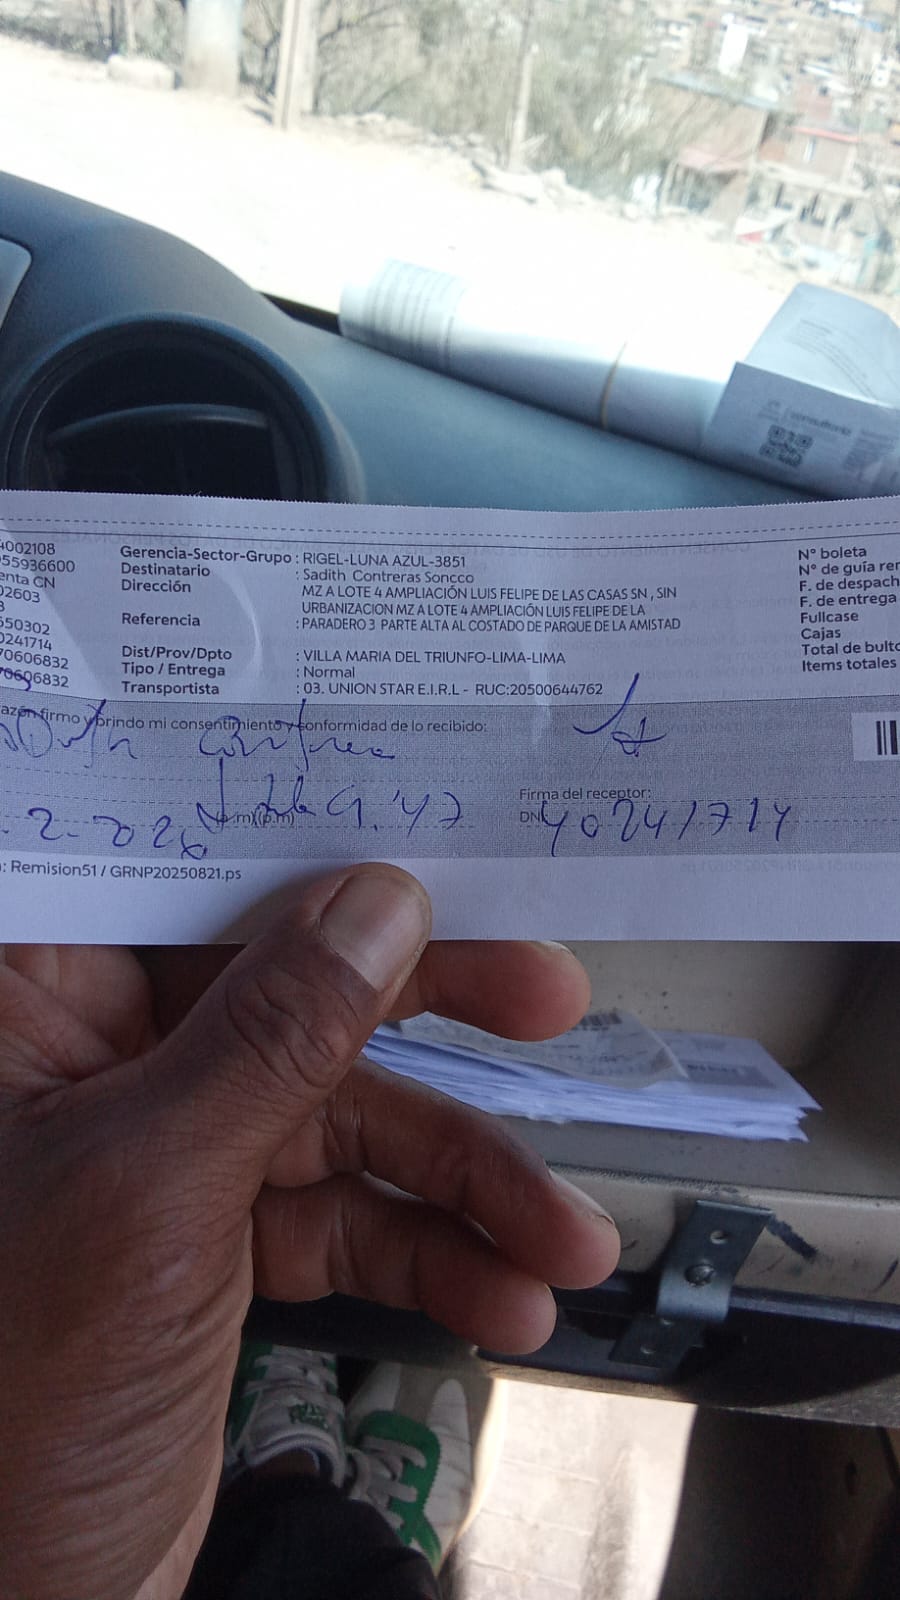 4002108
955936600
enta CN
02603
3
550302
0241714
70606832
70606832
Gerencia-Sector-Grupo : RIGEL-LUNA AZUL-3851
Destinatario : Sadith Contreras Soncco
Dirección MZ A LOTE 4 AMPLIACIÓN LUIS FELIPE DE LAS CASAS SN , SIN
URBANIZACION MZ A LOTE 4 AMPLIACIÓN LUIS FELIPE DE LA
Referencia : PARADERO 3 PARTE ALTA AL COSTADO DE PARQUE DE LA AMISTAD
Dist/Prov/Dpto : VILLA MARIA DEL TRIUNFO-LIMA-LIMA
Tipo / Entrega : Normal
Transportista : 03. UNION STAR E.I.R.L - RUC:20500644762
N° boleta
N° de guía rer
F. de despach
F. de entrega
Fullcase
Cajas
Total de bulto
Items totales
azón firmo y brindo mi consentimiento y conformidad de lo recibido:
Firma del receptor:
9.47
DNI 40241714
: Remision51 / GRNP20250821.ps
consultoría